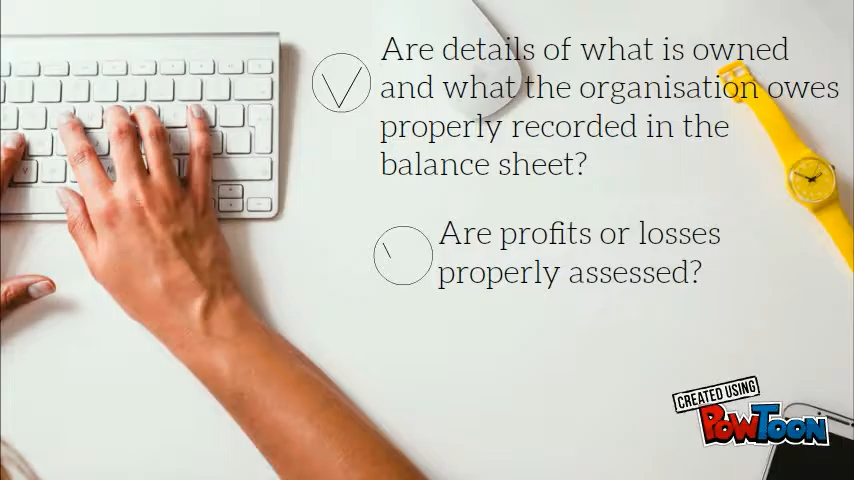 Are details of what is owned
and what the organisation owes
properly recorded in the
balance sheet?
Are profits or losses
properly assessed?
CREATED USING
POWTOON